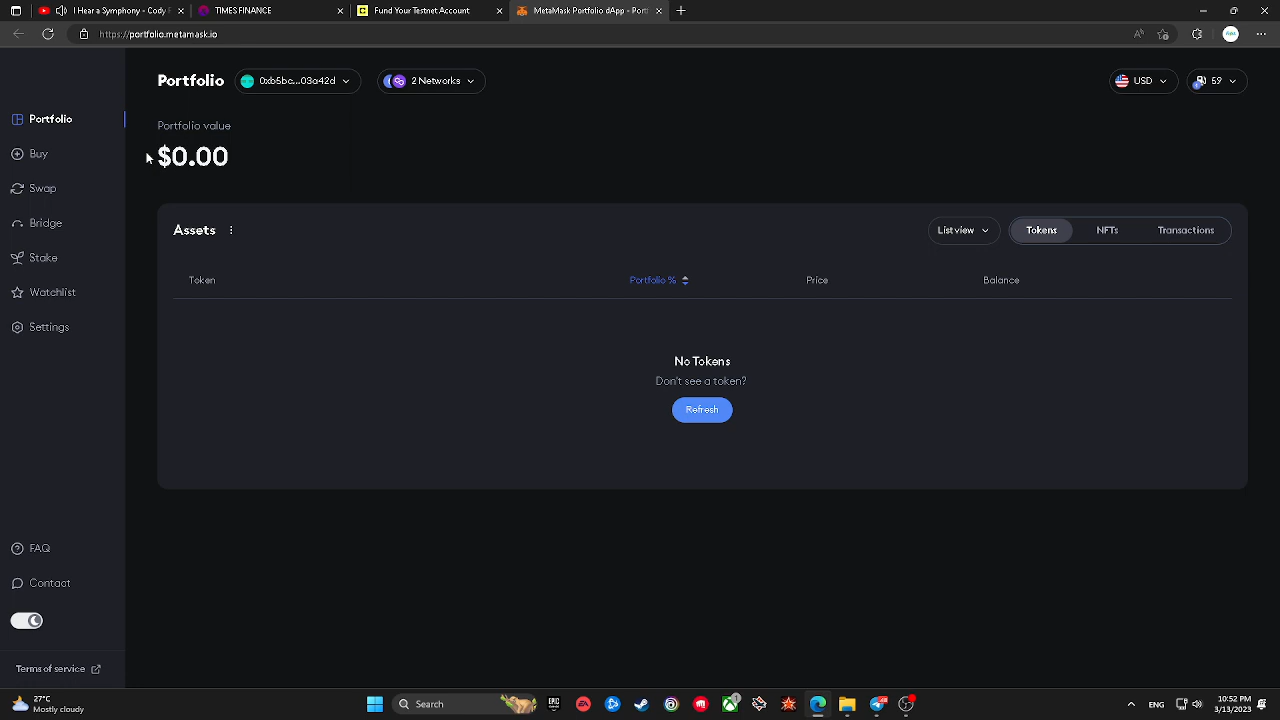 I Hear a Symphony - Cody F
TIMES FINANCE
Fund Your Testnet Account
MetaMask Portfolio dApp - Port
https://portfolio.metamask.io
Portfolio
0xb5bc...03a42d
2 Networks
USD
59
Portfolio
Buy
Swap
Bridge
Stake
Watchlist
Settings
Portfolio value
$0.00
Assets
List view
Tokens
NFTs
Transactions
Token
Portfolio %
Price
Balance
No Tokens
Don't see a token?
Refresh
FAQ
Contact
Terms of service
27°C
Mostly cloudy
Search
ENG
10:52 PM
3/13/2023